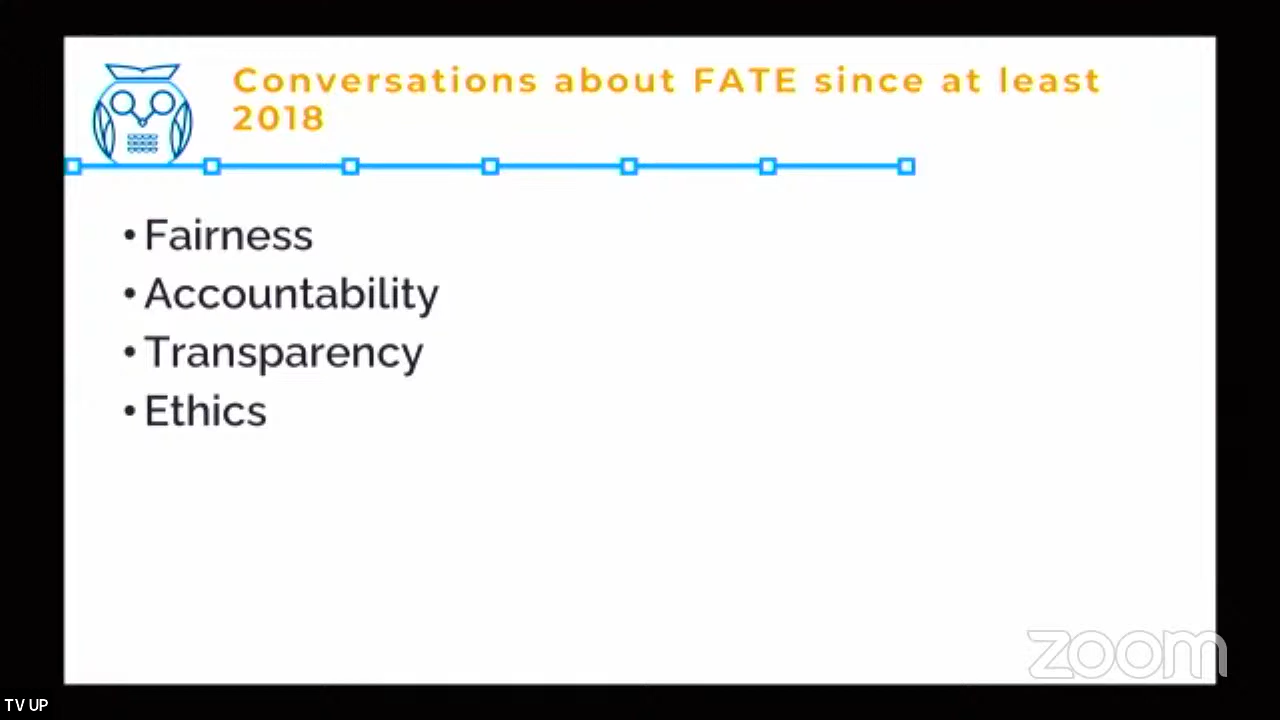 Conversations about FATE since at least
2018
• Fairness
• Accountability
• Transparency
• Ethics
zoom
TV UP